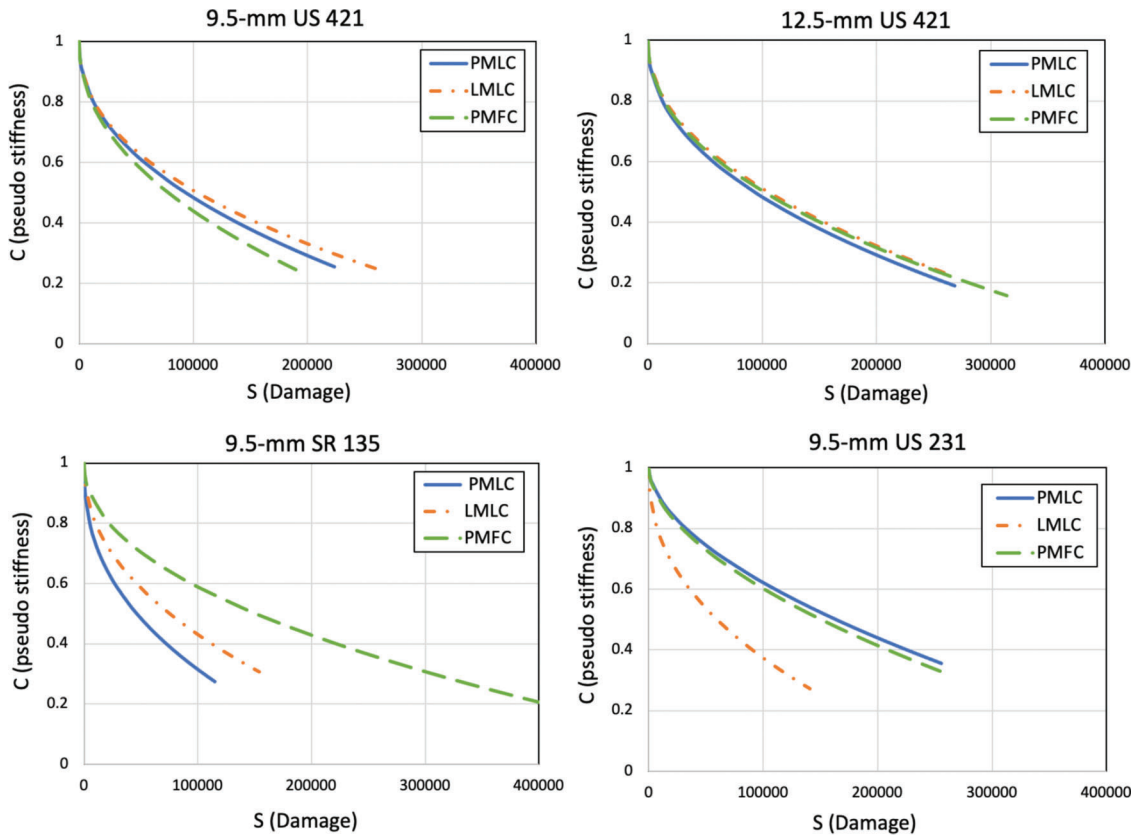 9.5-mm US 421
C (pseudo stiffness)
1
0.8
0.6
0.4
0.2
0
PMLC
LMLC
PMFC
0 100000 200000 300000 400000
S (Damage)
12.5-mm US 421
C (pseudo stiffness)
1
0.8
0.6
0.4
0.2
0
PMLC
LMLC
PMFC
0 100000 200000 300000 400000
S (Damage)
9.5-mm SR 135
C (pseudo stiffness)
1
0.8
0.6
0.4
0.2
0
PMLC
LMLC
PMFC
0 100000 200000 300000 400000
S (Damage)
9.5-mm US 231
C (pseudo stiffness)
1
0.8
0.6
0.4
0.2
0
PMLC
LMLC
PMFC
0 100000 200000 300000 400000
S (Damage)